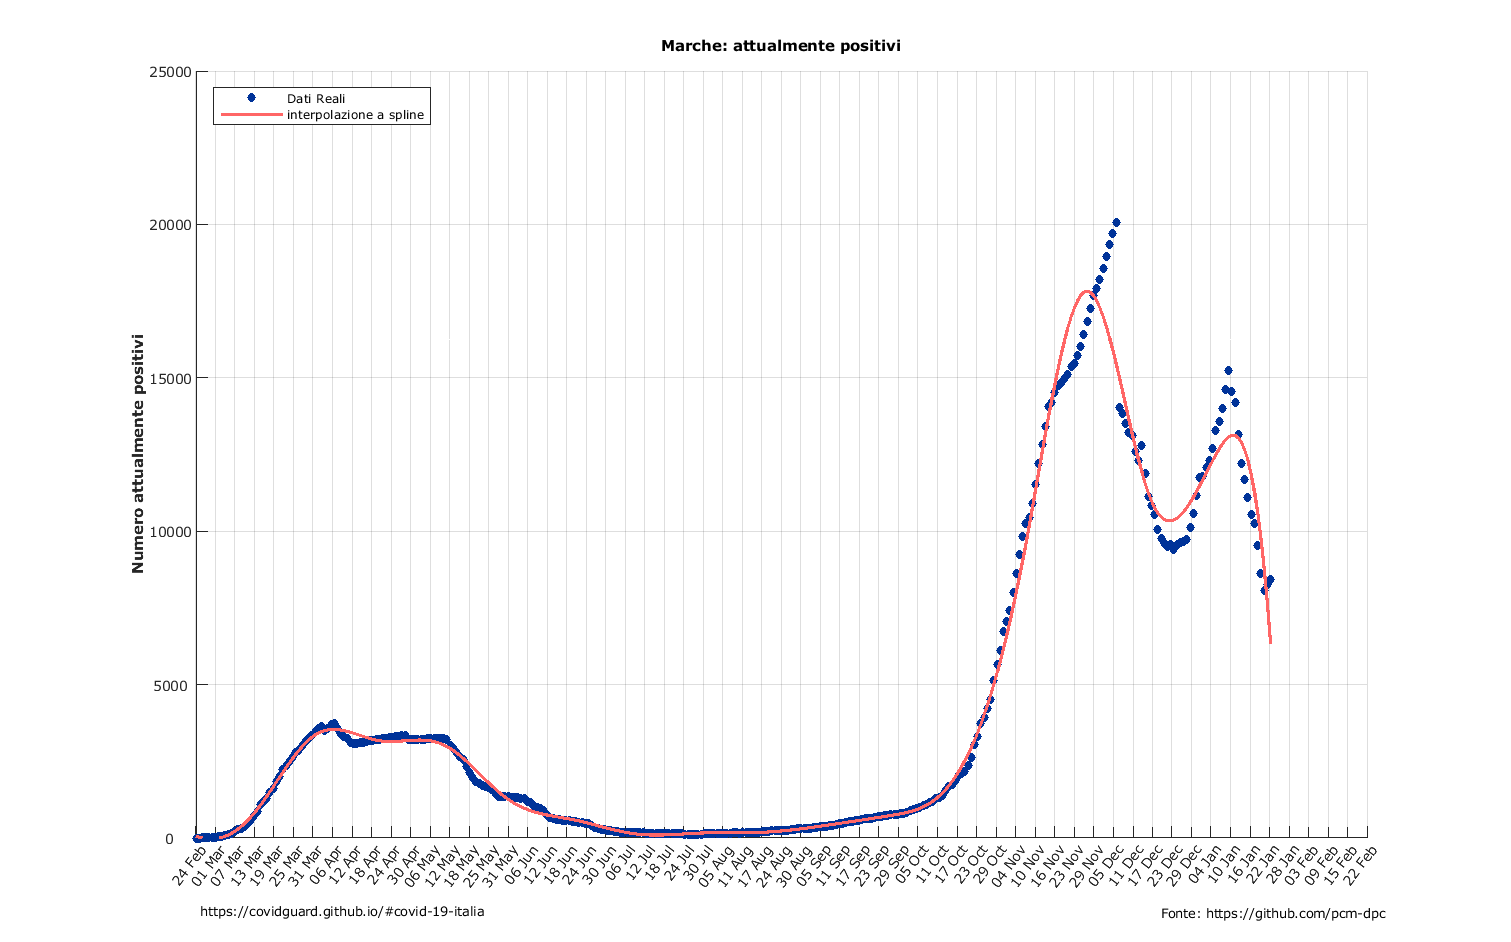 Marche: attualmente positivi
25000
20000
15000
10000
5000
0
Numero attualmente positivi
Dati Reali
interpolazione a spline
24 Feb
01 Mar
07 Mar
13 Mar
19 Mar
25 Mar
31 Mar
06 Apr
12 Apr
18 Apr
24 Apr
30 Apr
06 May
12 May
18 May
25 May
31 May
06 Jun
12 Jun
18 Jun
24 Jun
30 Jun
06 Jul
12 Jul
18 Jul
24 Jul
30 Jul
05 Aug
11 Aug
17 Aug
24 Aug
30 Aug
05 Sep
11 Sep
17 Sep
23 Sep
29 Sep
05 Oct
11 Oct
17 Oct
23 Oct
29 Oct
04 Nov
10 Nov
16 Nov
23 Nov
29 Nov
05 Dec
11 Dec
17 Dec
23 Dec
29 Dec
04 Jan
10 Jan
16 Jan
22 Jan
28 Jan
03 Feb
09 Feb
15 Feb
22 Feb
https://covidguard.github.io/#covid-19-italia
Fonte: https://github.com/pcm-dpc